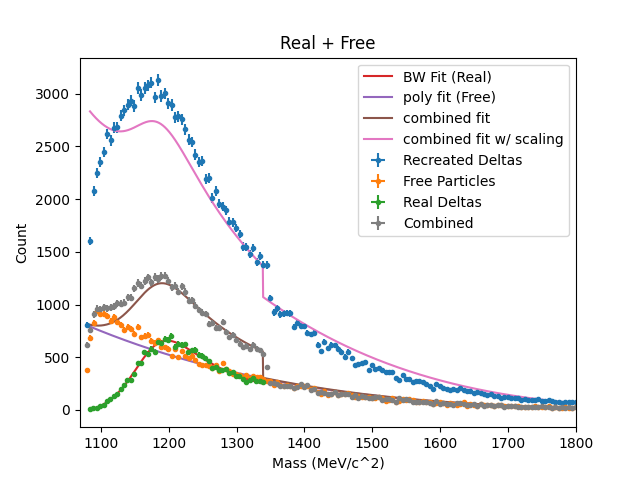 Real + Free
BW Fit (Real)
poly fit (Free)
combined fit
combined fit w/ scaling
Recreated Deltas
Free Particles
Real Deltas
Combined
Count
3000
2500
2000
1500
1000
500
0
1100 1200 1300 1400 1500 1600 1700 1800
Mass (MeV/c^2)